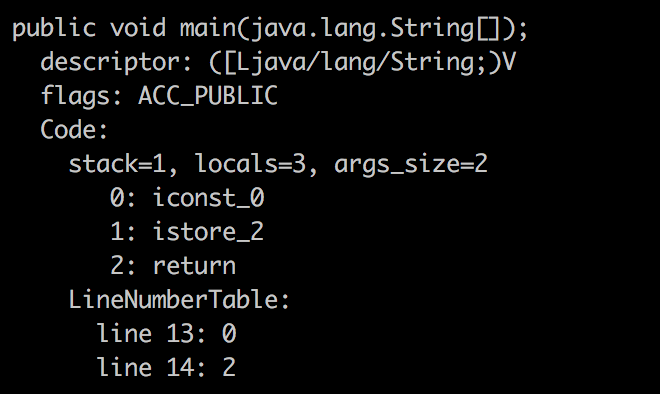 public void main(java.lang.String[]);
descriptor: ([Ljava/lang/String;)V
flags: ACC_PUBLIC
Code:
stack=1, locals=3, args_size=2
0: iconst_0
1: istore_2
2: return
LineNumberTable:
line 13: 0
line 14: 2